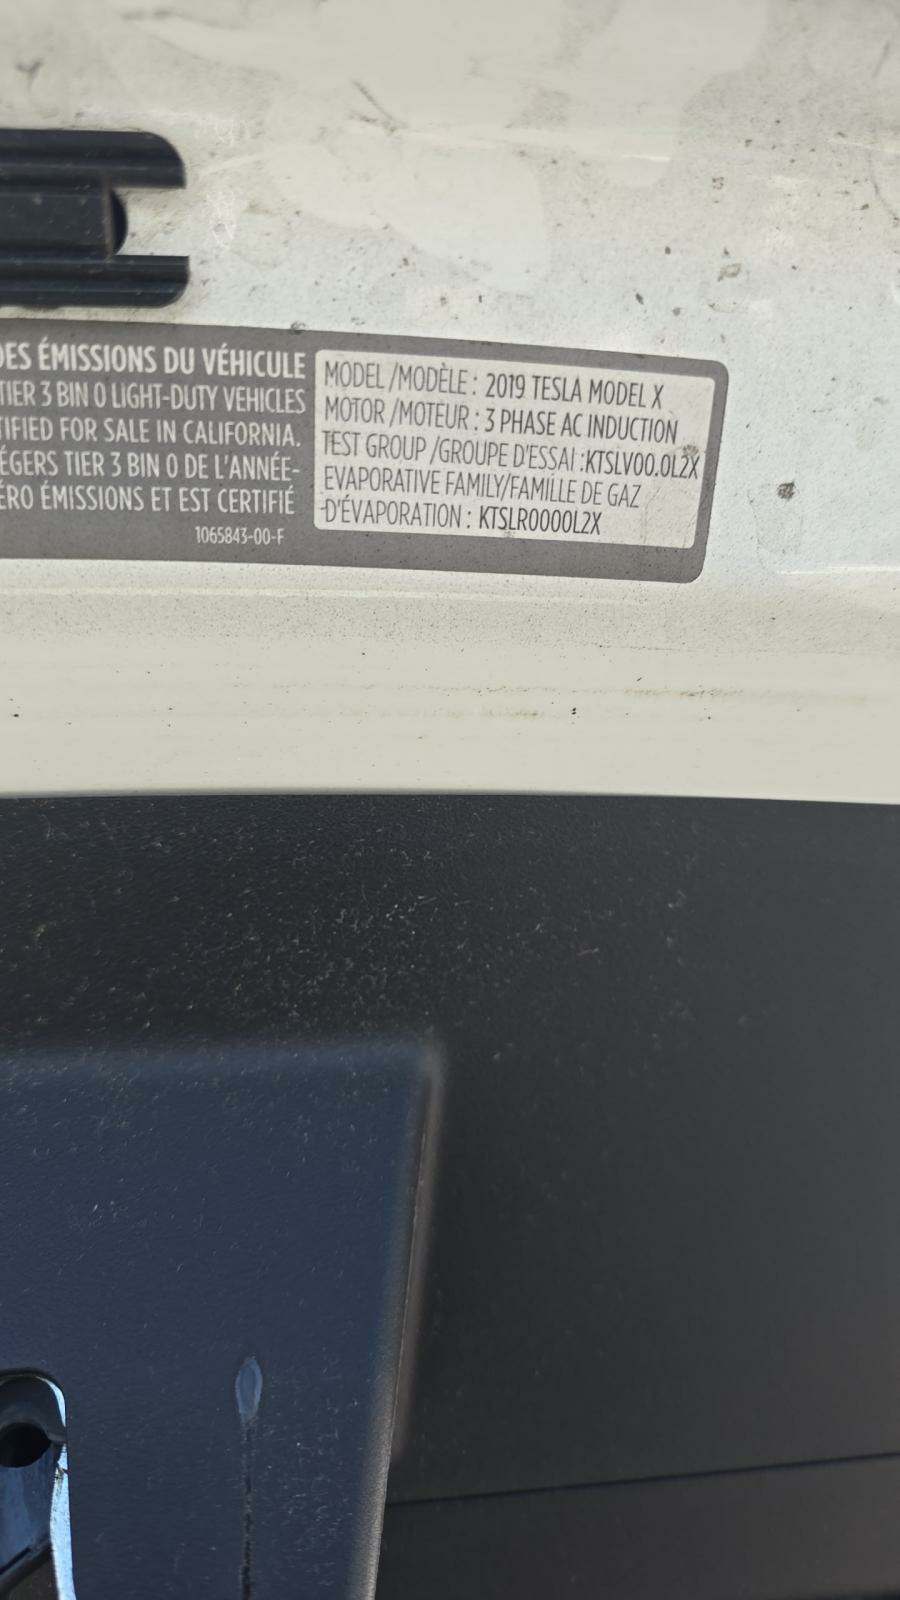 DES ÉMISSIONS DU VÉHICULE
TIER 3 BIN 0 LIGHT-DUTY VEHICLES
TIFIED FOR SALE IN CALIFORNIA.
ÉGERS TIER 3 BIN 0 DE L'ANNÉE-
ÉRO ÉMISSIONS ET EST CERTIFIÉ
1065843-00-F
MODEL /MODÈLE : 2019 TESLA MODEL X
MOTOR /MOTEUR : 3 PHASE AC INDUCTION
TEST GROUP /GROUPE D'ESSAI :KTSLV00.0L2X
EVAPORATIVE FAMILY/FAMILLE DE GAZ
D'ÉVAPORATION : KTSLR0000L2X